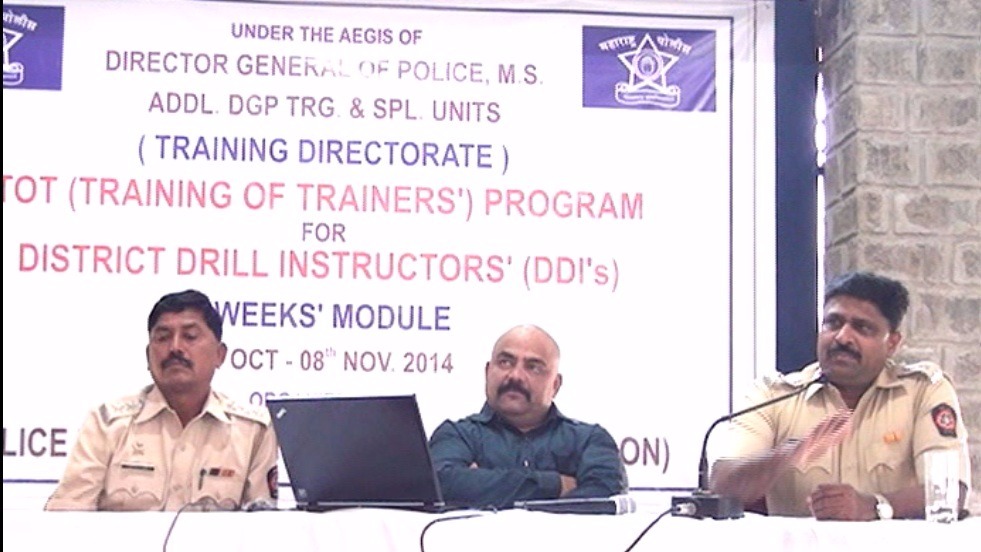 UNDER THE AEGIS OF
DIRECTOR GENERAL OF POLICE, M.S.
महाराष्ट्र पोलीस
ADDL. DGP TRG. & SPL. UNITS
( TRAINING DIRECTORATE )
TOT (TRAINING OF TRAINERS') PROGRAM
FOR
DISTRICT DRILL INSTRUCTORS' (DDI's)
WEEKS' MODULE
OCT - 08th NOV. 2014
ON)